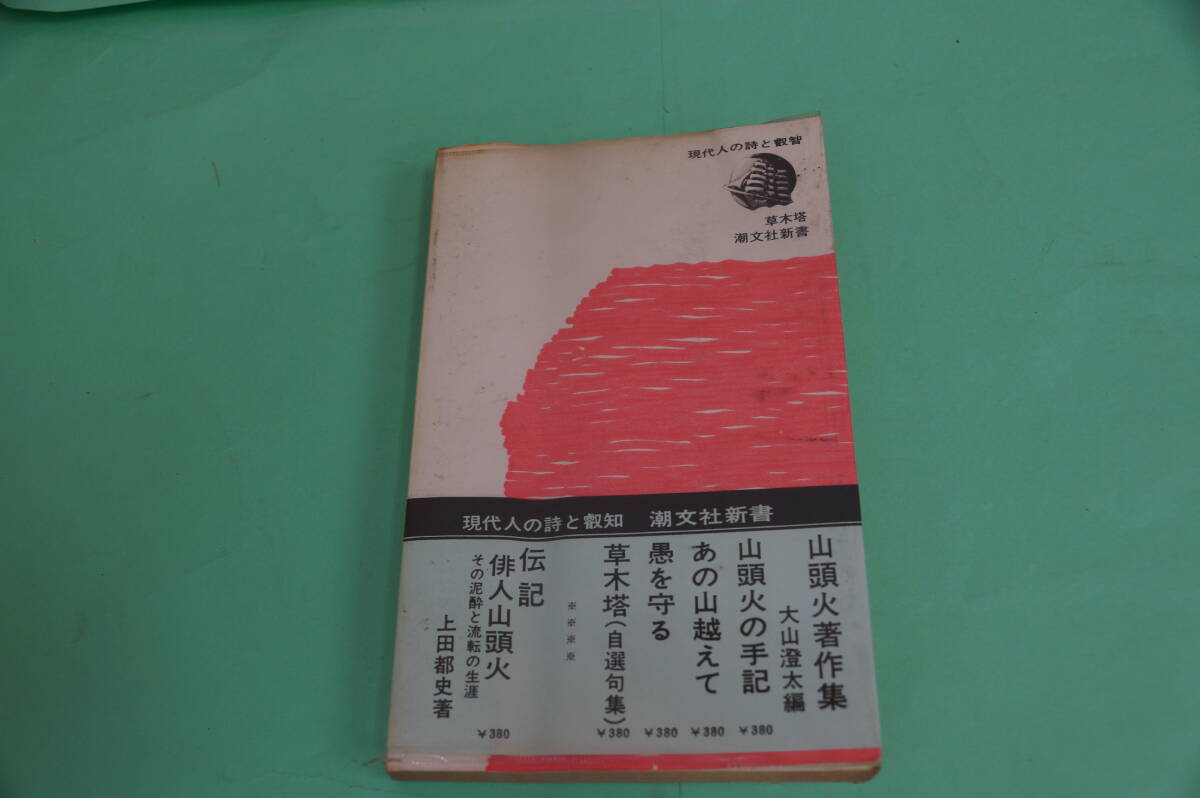 現代人の詩と叡智
草木塔
潮文社新書
現代人の詩と叡知 潮文社新書
山頭火著作集
大山澄太編
山頭火の手記
¥380
あの山越えて
¥380
愚を守る
¥380
草木塔(自選句集)
¥380
※※※※
伝記
俳人山頭火
¥380
その泥酔と流転の生涯
上田都史著